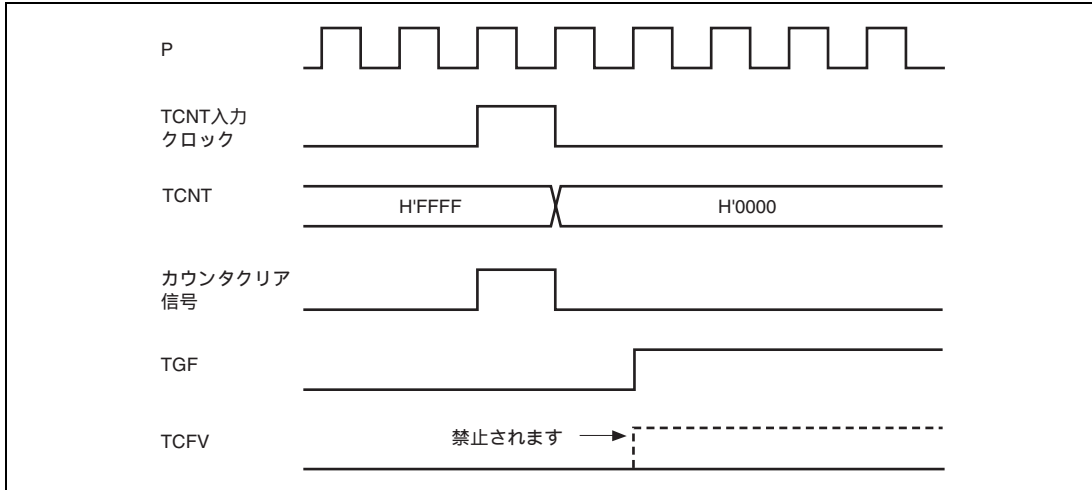 P
TCNT入力
クロック
TCNT
H'FFFF
H'0000
カウンタクリア
信号
TGF
TCFV
禁止されます